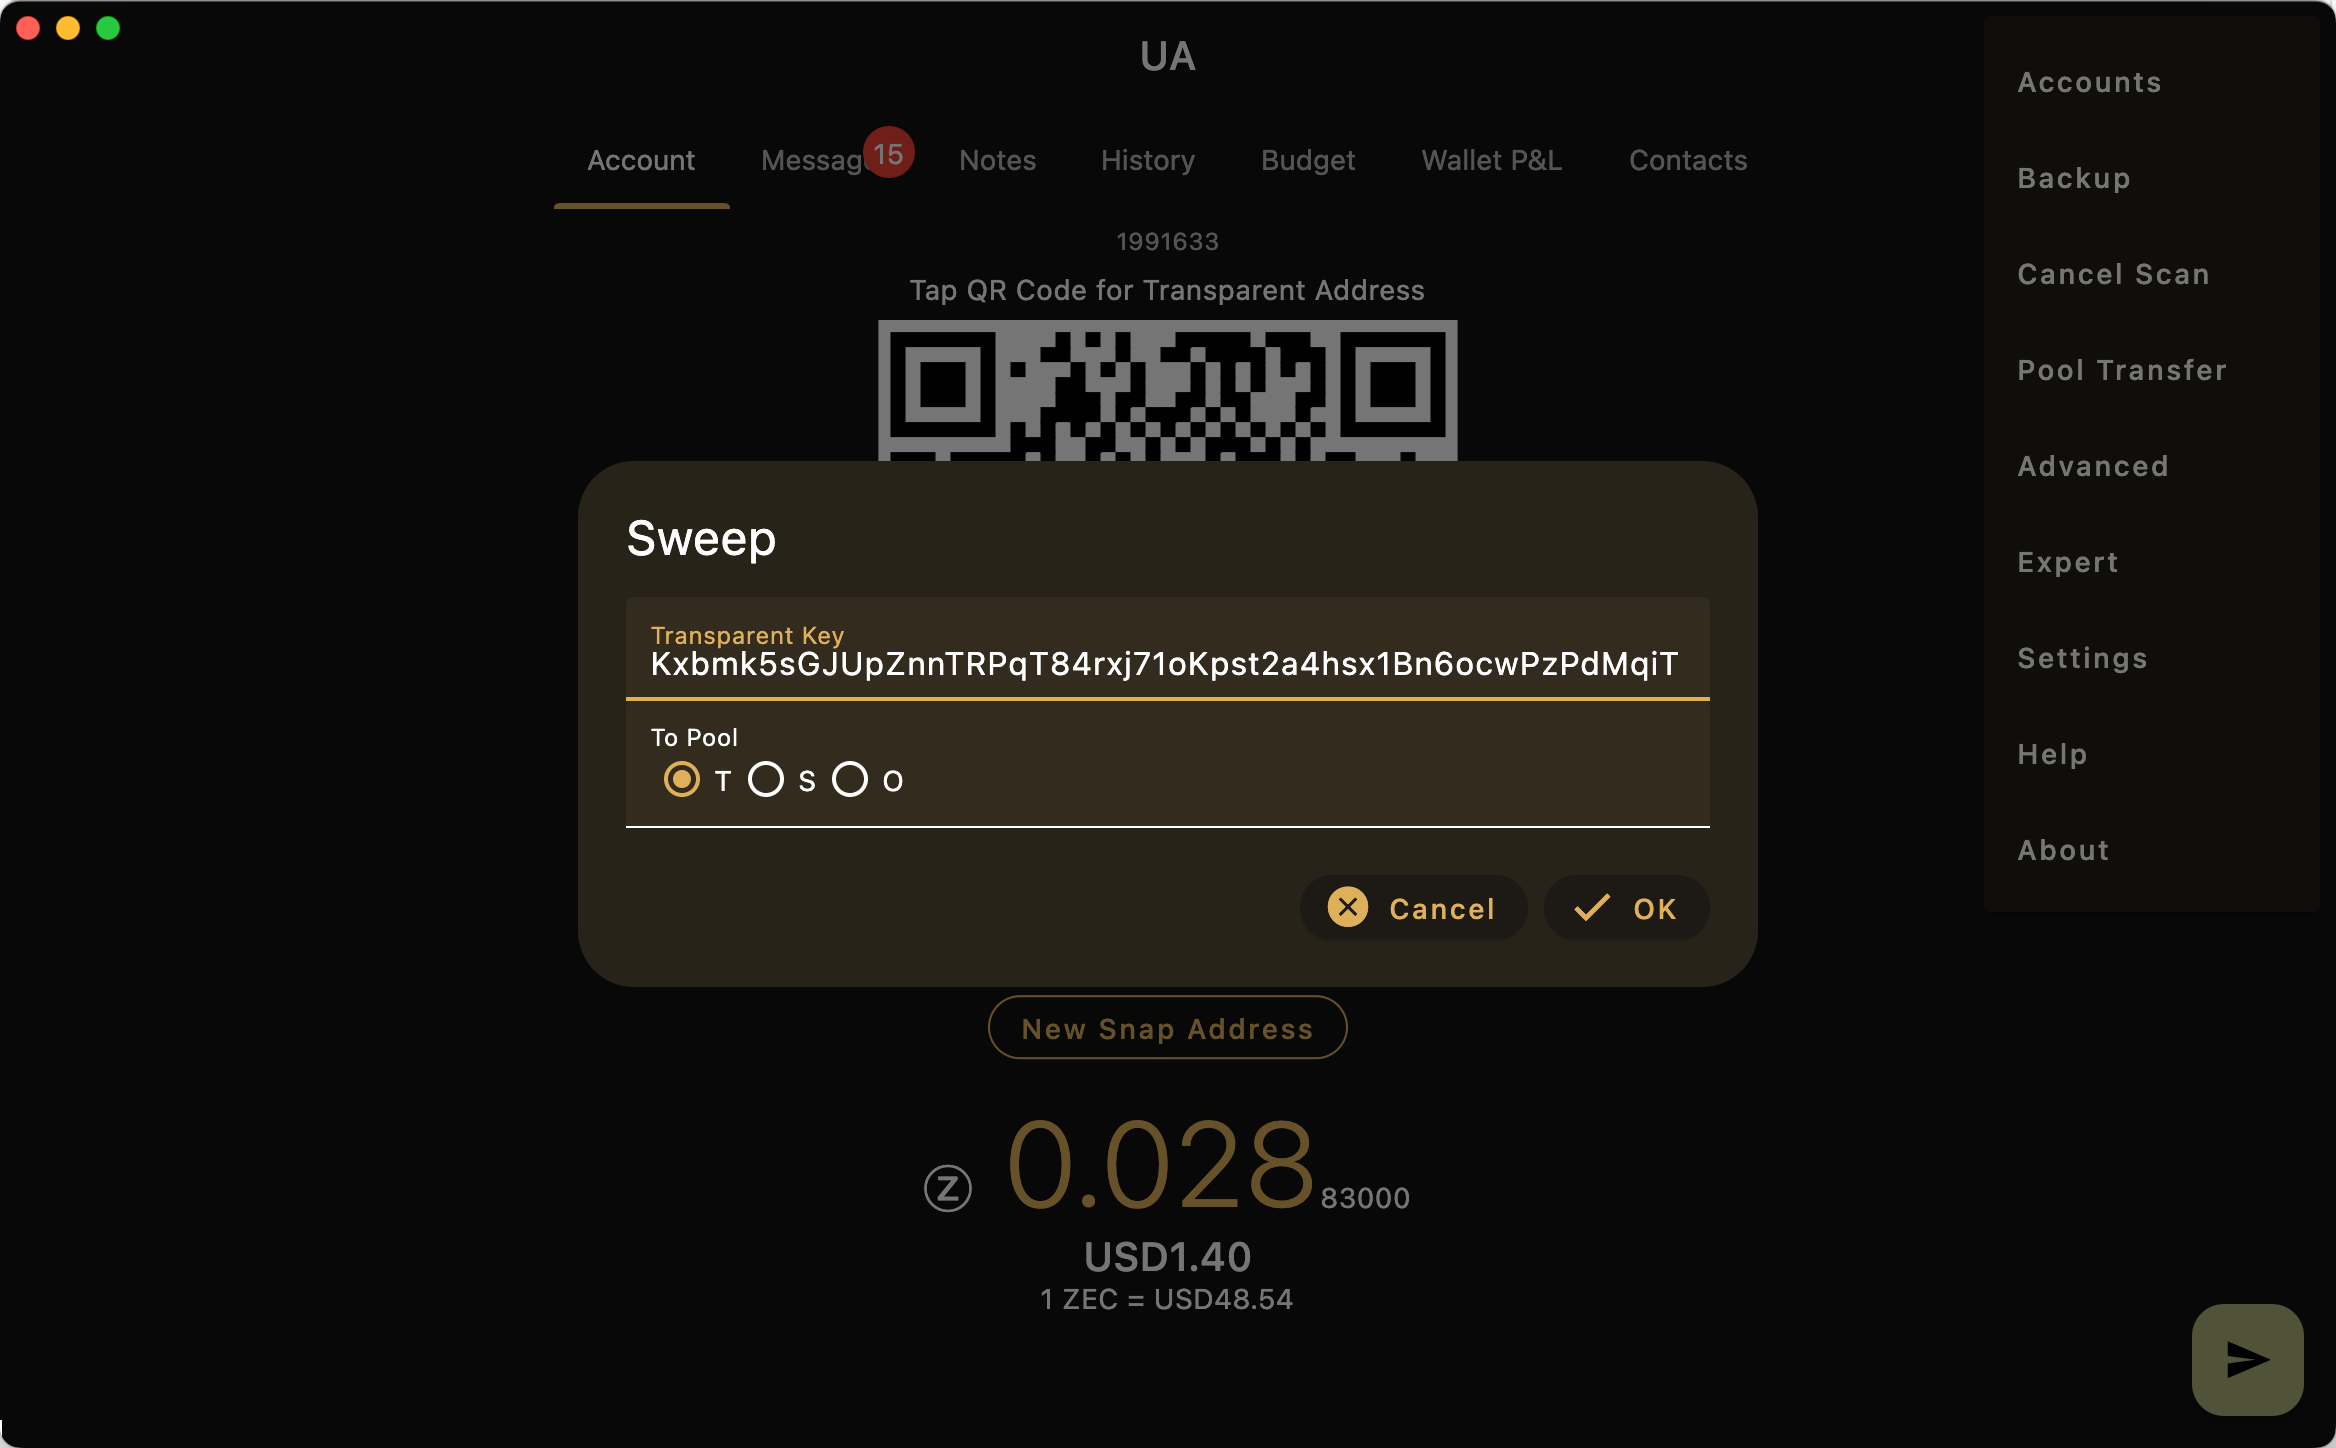 UA
Account Messag 15 Notes History Budget Wallet P&L Contacts
1991633
Tap QR Code for Transparent Address
Sweep
Transparent Key
Kxbmk5sGJUpZnnTRPqT84rxj71oKpst2a4hsx1Bn6ocwPzPdMqiT
To Pool
T S O
Cancel OK
New Snap Address
Z 0.028 83000
USD1.40
1 ZEC = USD48.54
Accounts
Backup
Cancel Scan
Pool Transfer
Advanced
Expert
Settings
Help
About